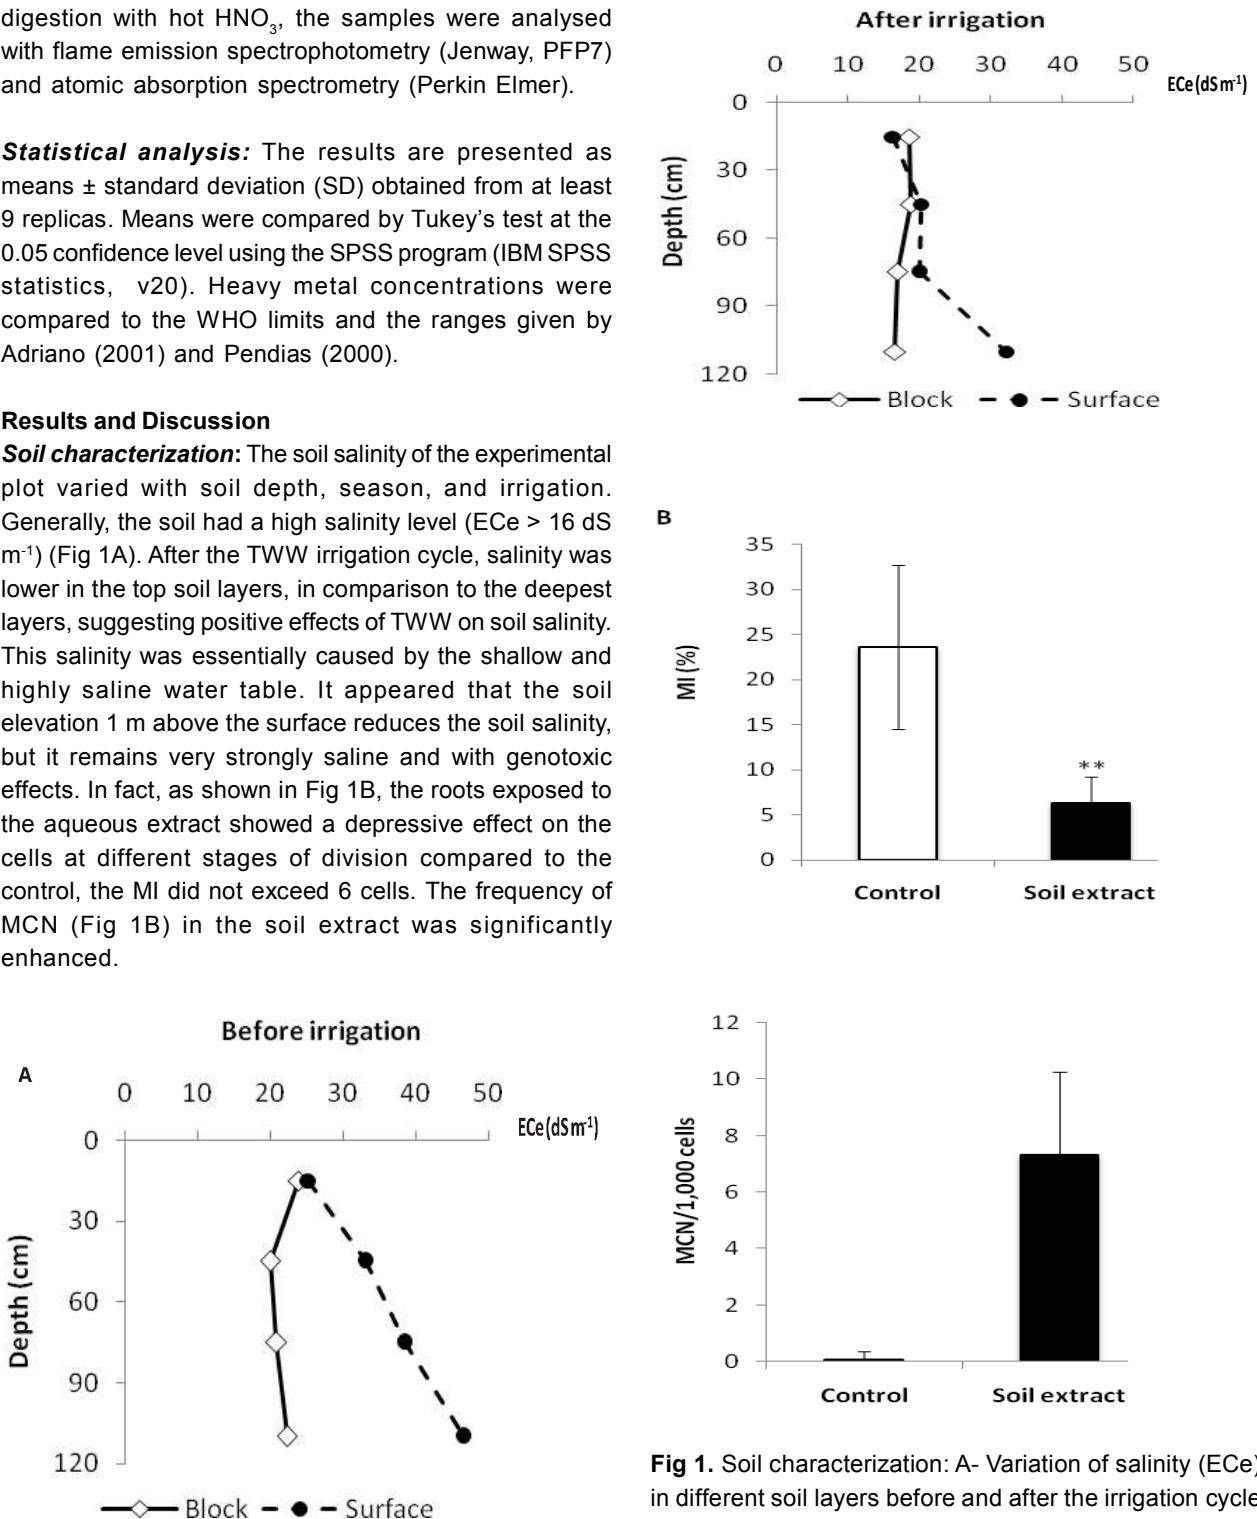 digestion with hot HNO3, the samples were analysed
with flame emission spectrophotometry (Jenway, PFP7)
and atomic absorption spectrometry (Perkin Elmer).
Statistical analysis: The results are presented as
means ± standard deviation (SD) obtained from at least
9 replicas. Means were compared by Tukey's test at the
0.05 confidence level using the SPSS program (IBM SPSS
statistics, v20). Heavy metal concentrations were
compared to the WHO limits and the ranges given by
Adriano (2001) and Pendias (2000).
Results and Discussion
Soil characterization: The soil salinity of the experimental
plot varied with soil depth, season, and irrigation.
Generally, the soil had a high salinity level (ECe > 16 dS
m-1) (Fig 1A). After the TWW irrigation cycle, salinity was
lower in the top soil layers, in comparison to the deepest
layers, suggesting positive effects of TWW on soil salinity.
This salinity was essentially caused by the shallow and
highly saline water table. It appeared that the soil
elevation 1 m above the surface reduces the soil salinity,
but it remains very strongly saline and with genotoxic
effects. In fact, as shown in Fig 1B, the roots exposed to
the aqueous extract showed a depressive effect on the
cells at different stages of division compared to the
control, the MI did not exceed 6 cells. The frequency of
MCN (Fig 1B) in the soil extract was significantly
enhanced.
Before irrigation
A
0 10 20 30 40 50
ECe (dS m-1)
0
30
60
90
120
Depth (cm)
Block Surface
After irrigation
0 10 20 30 40 50
ECe (dS m-1)
0
30
60
90
120
Depth (cm)
Block Surface
B
35
30
25
20
15
10
5
0
MI (%)
**
Control Soil extract
12
10
8
6
4
2
0
MCN/1,000 cells
Control Soil extract
Fig 1. Soil characterization: A- Variation of salinity (ECe)
in different soil layers before and after the irrigation cycle